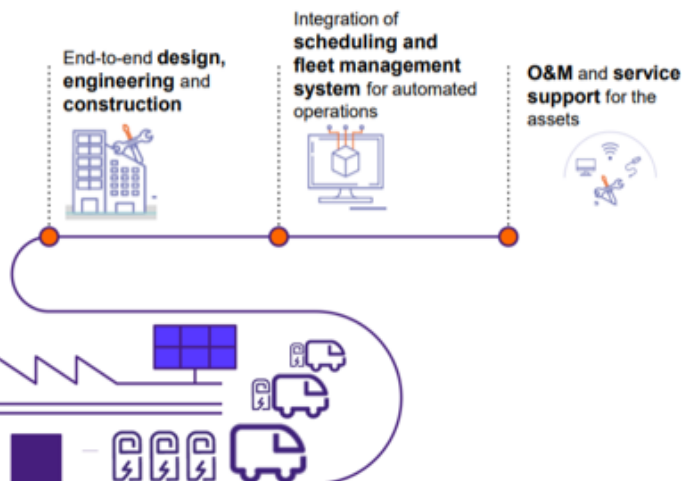 End-to-end design,
engineering and
construction
Integration of
scheduling and
fleet management
system for automated
operations
O&M and service
support for the
assets